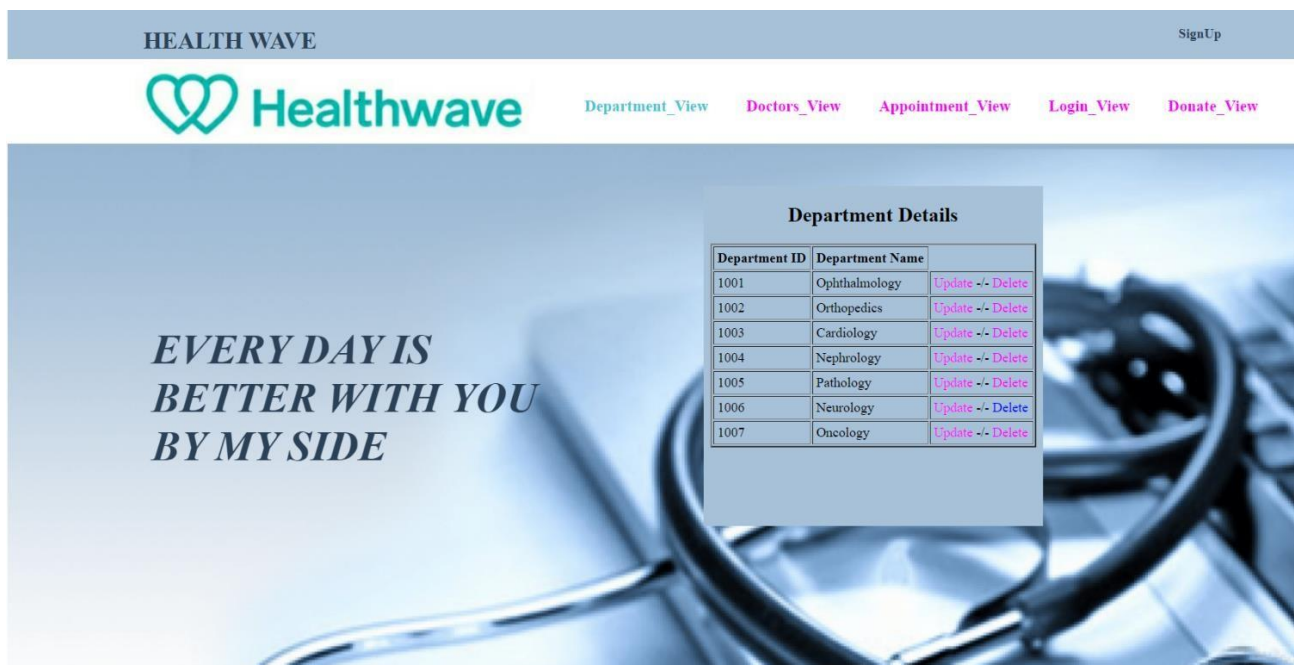 HEALTH WAVE SignUp
Healthwave Department_View Doctors_View Appointment_View Login_View Donate_View
Department Details
Department ID Department Name
1001 Ophthalmology Update -/- Delete
1002 Orthopedics Update -/- Delete
1003 Cardiology Update -/- Delete
1004 Nephrology Update -/- Delete
1005 Pathology Update -/- Delete
1006 Neurology Update -/- Delete
1007 Oncology Update -/- Delete
EVERY DAY IS
BETTER WITH YOU
BY MY SIDE